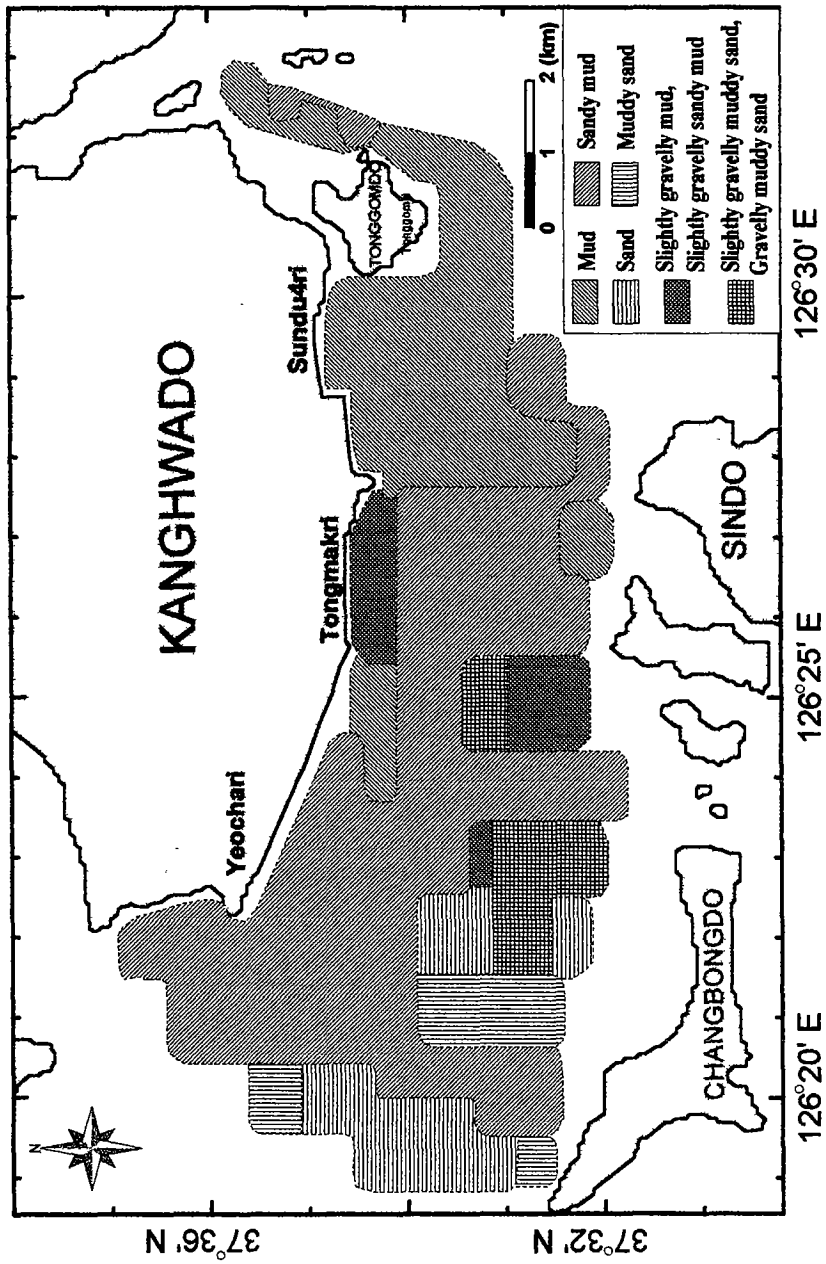 N
KANGHWADO
Yeochari
Tongmakri
Sundu4ri
TONGGOMDO
CHANGBONGDO
SINDO
0 1 2 (km)
Mud
Sandy mud
Sand
Muddy sand
Slightly gravelly mud,
Slightly gravelly sandy mud
Slightly gravelly muddy sand,
Gravelly muddy sand
37°36' N
37°32' N
126°20' E
126°25' E
126°30' E